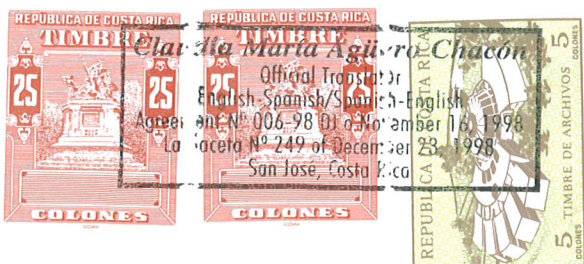 REPUBLICA DE COSTA RICA
TIMBRE
25 25
COLONES
REPUBLICA DE COSTA RICA
TIMBRE
25 25
COLONES
Claudia María Agüero Chacón
Official Translator
English-Spanish/Spanish-English
Agreement Nº 006-98 DJ o November 16, 1998
La Gaceta Nº 249 of December 23, 1998
San José, Costa Rica
REPUBLICA COSTA RICA
5 TIMBRE DE ARCHIVOS 5
COLONES COLONES